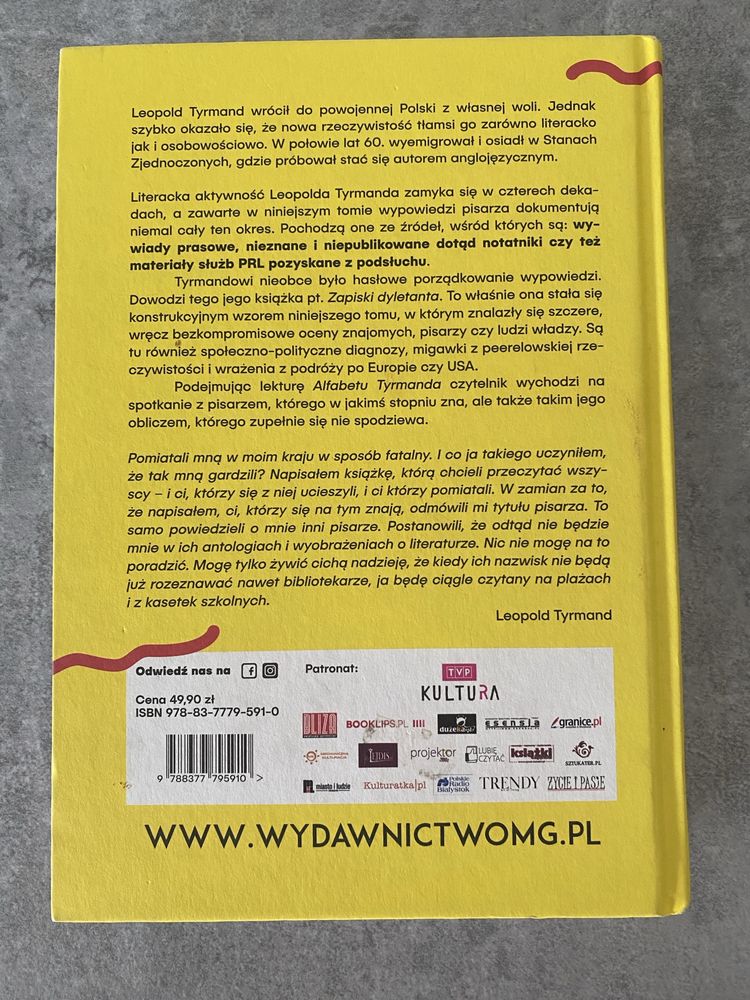 Leopold Tyrmand wrócił do powojennej Polski z własnej woli. Jednak
szybko okazało się, że nowa rzeczywistość tłamsi go zarówno literacko
jak i osobowościowo. W połowie lat 60. wyemigrował i osiadł w Stanach
Zjednoczonych, gdzie próbował stać się autorem anglojęzycznym.
Literacka aktywność Leopolda Tyrmanda zamyka się w czterech deka-
dach, a zawarte w niniejszym tomie wypowiedzi pisarza dokumentują
niemal cały ten okres. Pochodzą one ze źródeł, wśród których są: wy-
wiady prasowe, nieznane i niepublikowane dotąd notatniki czy też
materiały służb PRL pozyskane z podsłuchu.
Tyrmandowi nieobce było hasłowe porządkowanie wypowiedzi.
Dowodzi tego jego książka pt. Zapiski dyletanta. To właśnie ona stała się
konstrukcyjnym wzorem niniejszego tomu, w którym znalazły się szczere,
wręcz bezkompromisowe oceny znajomych, pisarzy czy ludzi władzy. Są
tu również społeczno-polityczne diagnozy, migawki z peerelowskiej rze-
czywistości i wrażenia z podróży po Europie czy USA.
Podejmując lekturę Alfabetu Tyrmanda czytelnik wychodzi na
spotkanie z pisarzem, którego w jakimś stopniu zna, ale także takim jego
obliczem, którego zupełnie się nie spodziewa.
Pomiatali mną w moim kraju w sposób fatalny. I co ja takiego uczyniłem,
że tak mną gardzili? Napisałem książkę, którą chcieli przeczytać wszy-
scy – i ci, którzy się z niej ucieszyli, i ci którzy pomiatali. W zamian za to,
że napisałem, ci, którzy się na tym znają, odmówili mi tytułu pisarza. To
samo powiedzieli o mnie inni pisarze. Postanowili, że odtąd nie będzie
mnie w ich antologiach i wyobrażeniach o literaturze. Nic nie mogę na to
poradzić. Mogę tylko żywić cichą nadzieję, że kiedy ich nazwisk nie będą
już rozeznawać nawet bibliotekarze, ja będę ciągle czytany na plażach
i z kasetek szkolnych.
Leopold Tyrmand
Odwiedź nas na
Patronat:
TVP
KULTURA
Cena 49,90 zł
ISBN 978-83-7779-591-0
BLIZA BOOKLIPS.PL dużeKa esensja granice.pl
projektor LUBIĘ CZYTAĆ książki SZTUKATER.PL
miasto i ludzie Kulturatka.pl Polskie Radio Białystok TRENDY ŻYCIE I PASJE
9 788377 795910 >
WWW.WYDAWNICTWOMG.PL